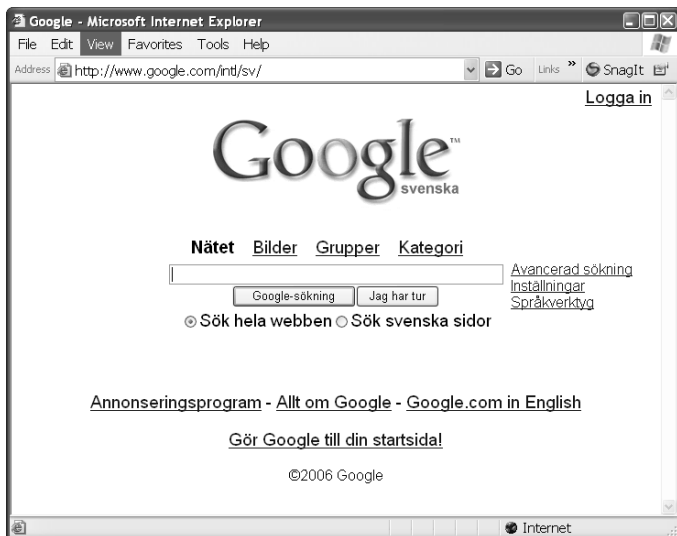 Google - Microsoft Internet Explorer
File Edit View Favorites Tools Help
Address http://www.google.com/intl/sv/ Go Links » SnagIt
Logga in
Google™
svenska
Nätet Bilder Grupper Kategori
Avancerad sökning
Inställningar
Språkverktyg
Google-sökning Jag har tur
Sök hela webben Sök svenska sidor
Annonseringsprogram - Allt om Google - Google.com in English
Gör Google till din startsida!
©2006 Google
Internet